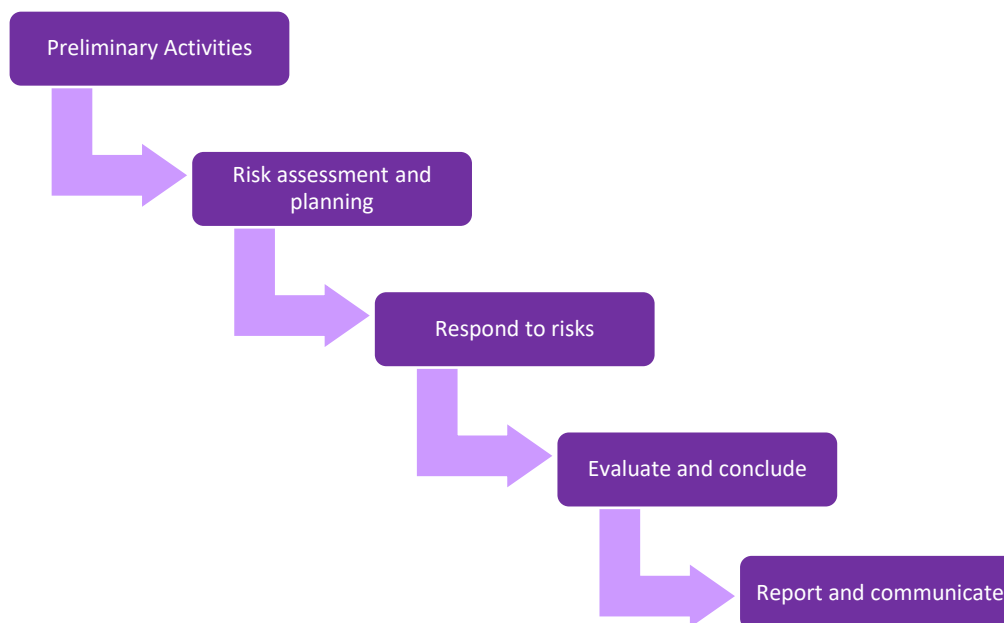 Preliminary Activities
Risk assessment and
planning
Respond to risks
Evaluate and conclude
Report and communicate